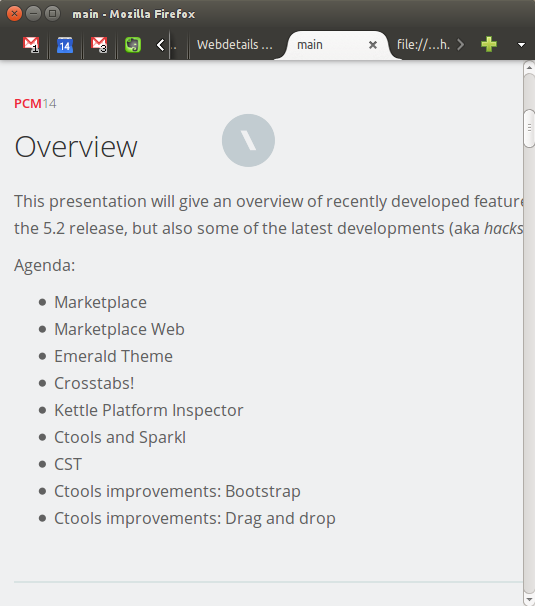 main - Mozilla Firefox
1 14 3 ... Webdetails ... main file://...h.
PCM14
Overview
This presentation will give an overview of recently developed feature
the 5.2 release, but also some of the latest developments (aka hacks
Agenda:
Marketplace
Marketplace Web
Emerald Theme
Crosstabs!
Kettle Platform Inspector
Ctools and Sparkl
CST
Ctools improvements: Bootstrap
Ctools improvements: Drag and drop